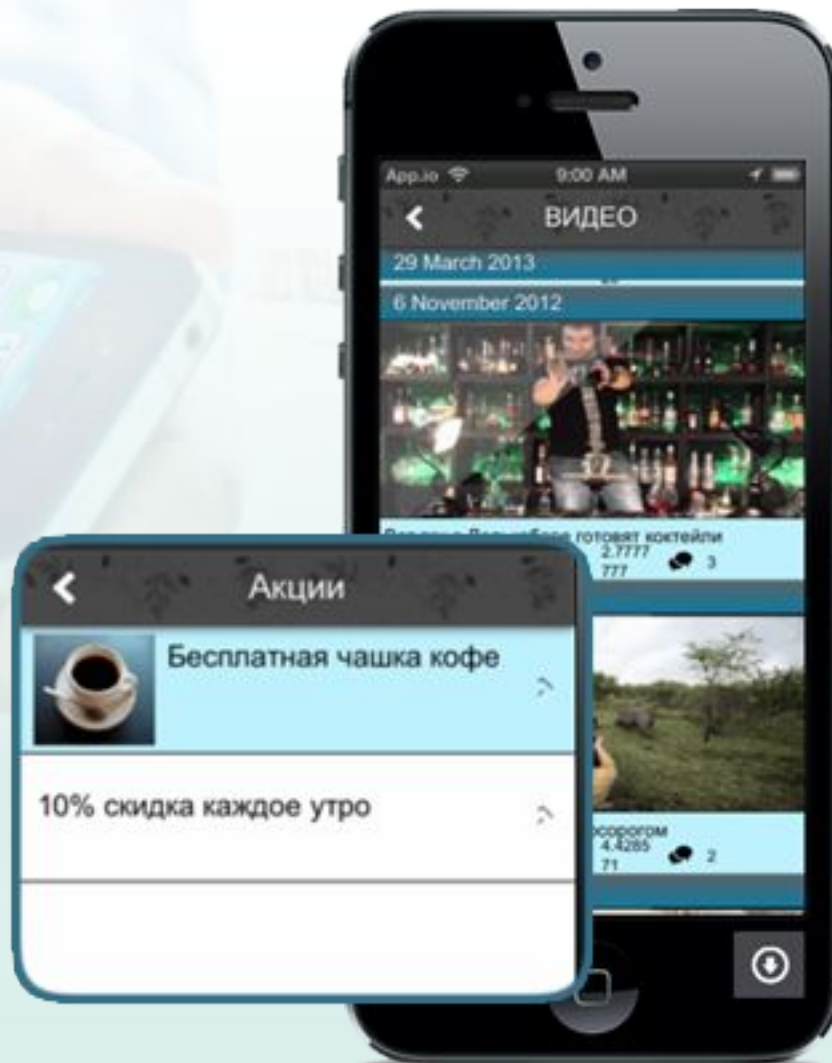 App.io
9:00 AM
ВИДЕО
29 March 2013
6 November 2012
готовят коктейли
2.7777
777
3
Акции
Бесплатная чашка кофе
10% скидка каждое утро
4.4285
71
2